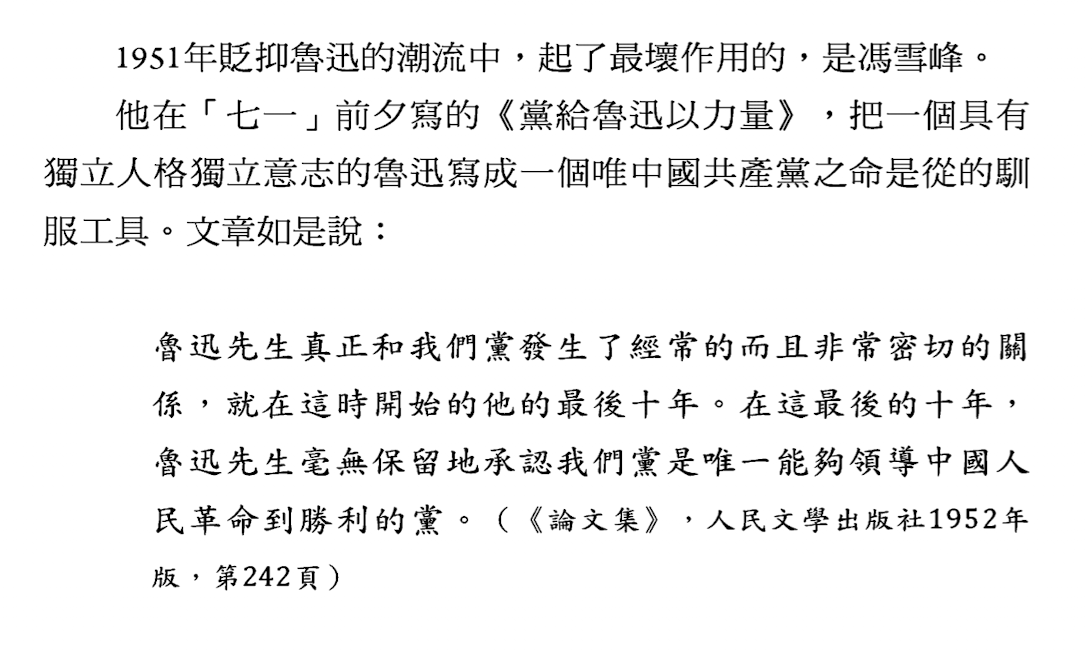 1951年貶抑魯迅的潮流中，起了最壞作用的，是馮雪峰。
他在「七一」前夕寫的《黨給魯迅以力量》，把一個具有
獨立人格獨立意志的魯迅寫成一個唯中國共產黨之命是從的馴
服工具。文章如是說：
魯迅先生真正和我們黨發生了經常的而且非常密切的關
係，就在這時開始的他的最後十年。在這最後的十年，
魯迅先生毫無保留地承認我們黨是唯一能夠領導中國人
民革命到勝利的黨。（《論文集》，人民文學出版社1952年
版，第242頁）